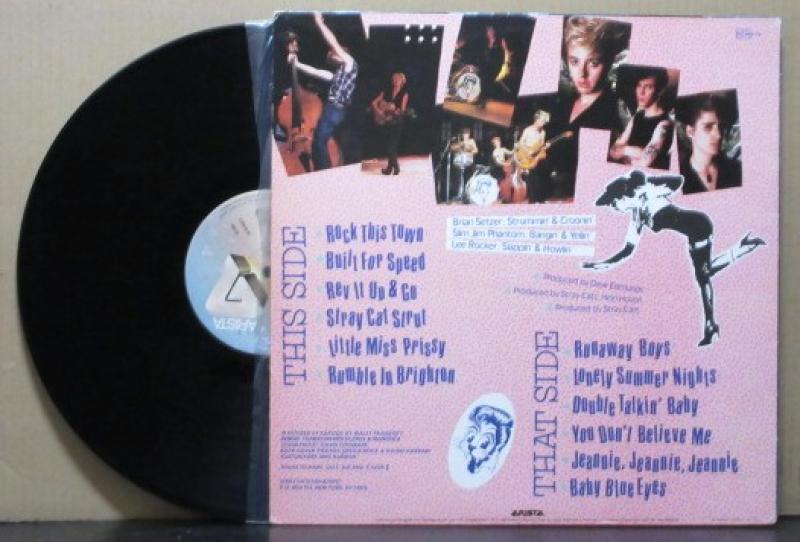 Brian Setzer: Strummin' & Croonin'
Slim Jim Phantom: Bangin' & Yellin'
Lee Rocker: Slappin' & Howlin'
Produced by Dave Edmunds
Produced by Stray Cats, Hein Hoven
Produced by Stray Cats
THIS SIDE
Rock This Town
Built For Speed
Rev It Up & Go
Stray Cat Strut
Little Miss Prissy
Rumble In Brighton
THAT SIDE
Runaway Boys
Lonely Summer Nights
Double Talkin' Baby
You Don't Believe Me
Jeannie, Jeannie, Jeannie
Baby Blue Eyes
ARISTA
ARISTA